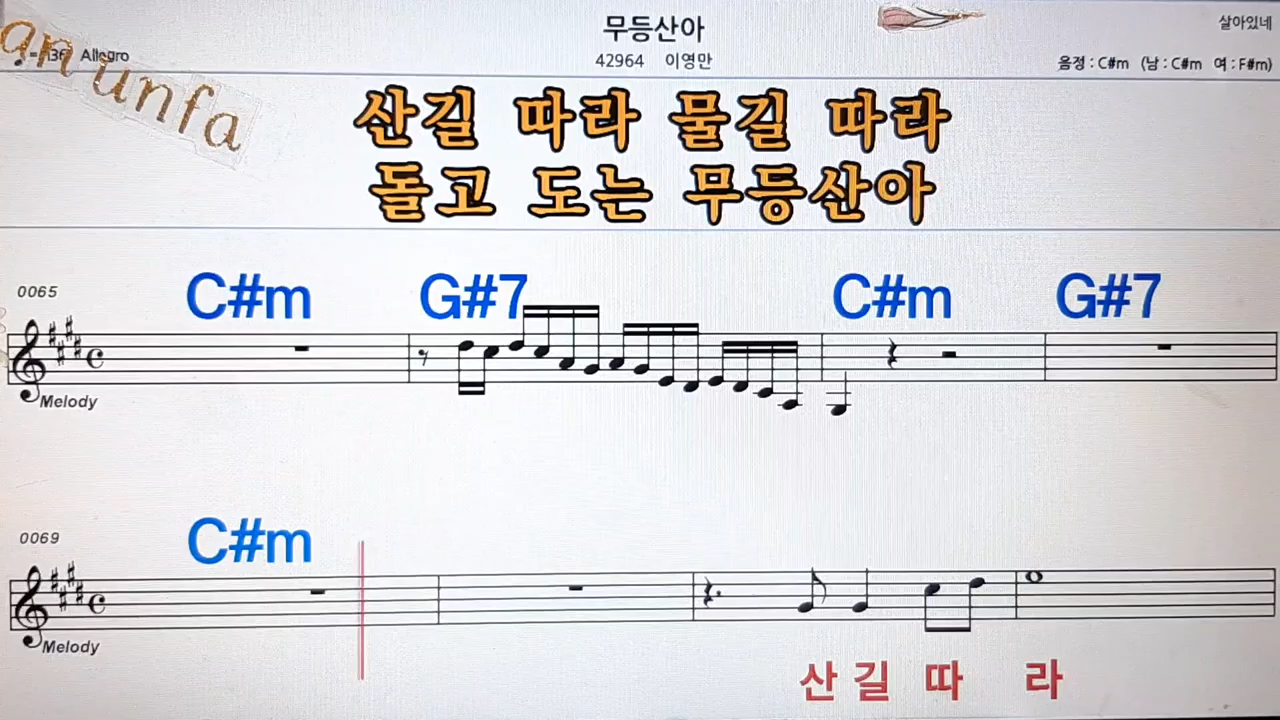 무등산아
살아있네
an unfa
= 136 Allegro
42964 이영만
음정 : C#m (남 : C#m 여 : F#m)
산길 따라 물길 따라
돌고 도는 무등산아
0065
C#m G#7 C#m G#7
Melody
0069
C#m
Melody
산 길 따 라